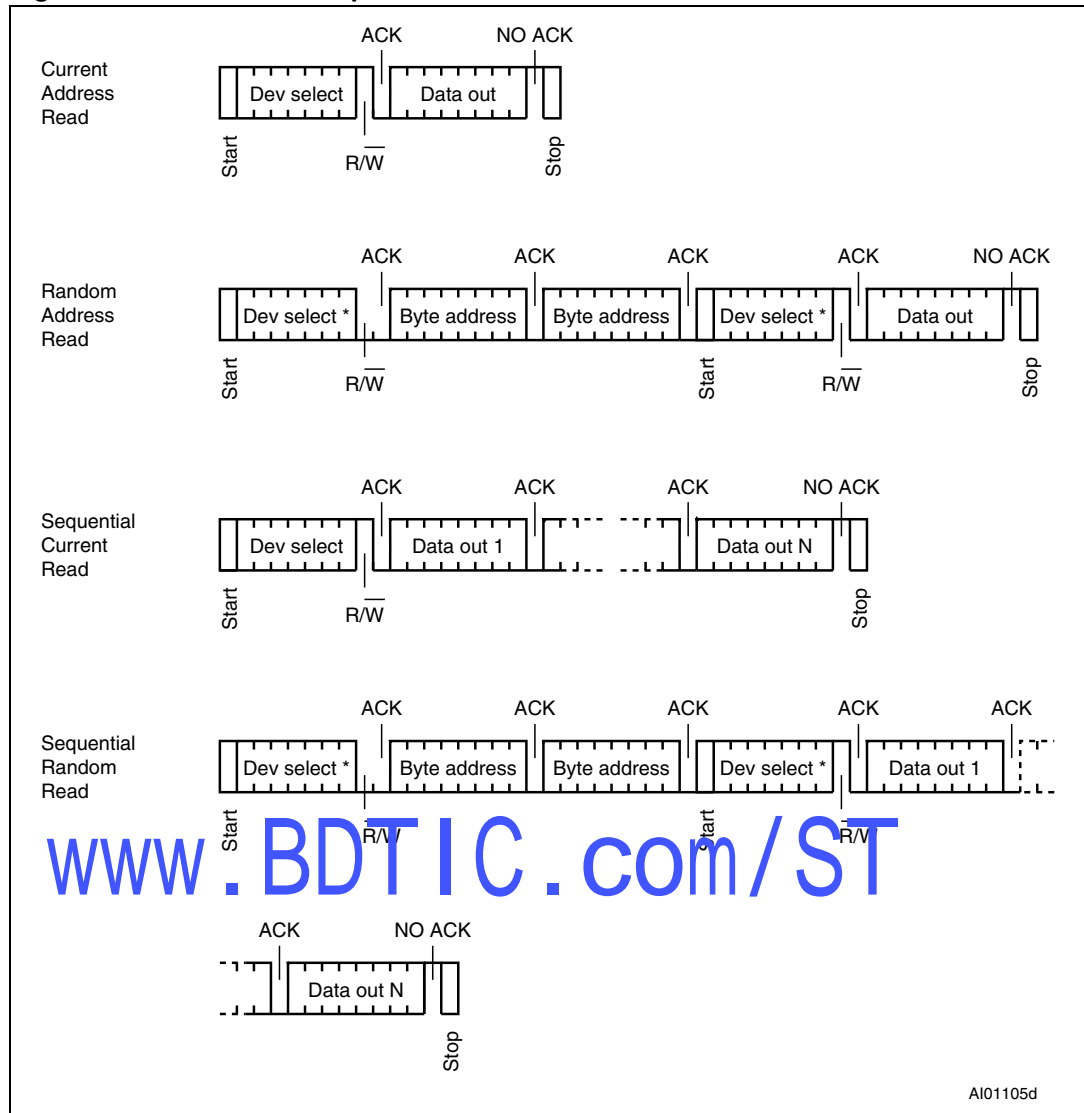 ACK NO ACK
Current
Address
Read
Dev select Data out
Start R/W Stop
ACK ACK ACK ACK NO ACK
Random
Address
Read
Dev select * Byte address Byte address Dev select * Data out
Start R/W Start R/W Stop
ACK ACK ACK NO ACK
Sequential
Current
Read
Dev select Data out 1 Data out N
Start R/W Stop
ACK ACK ACK ACK ACK
Sequential
Random
Read
Dev select * Byte address Byte address Dev select * Data out 1
Start R/W Start R/W
www.BDTIC.com/ST
ACK NO ACK
Data out N
Stop
AI01105d